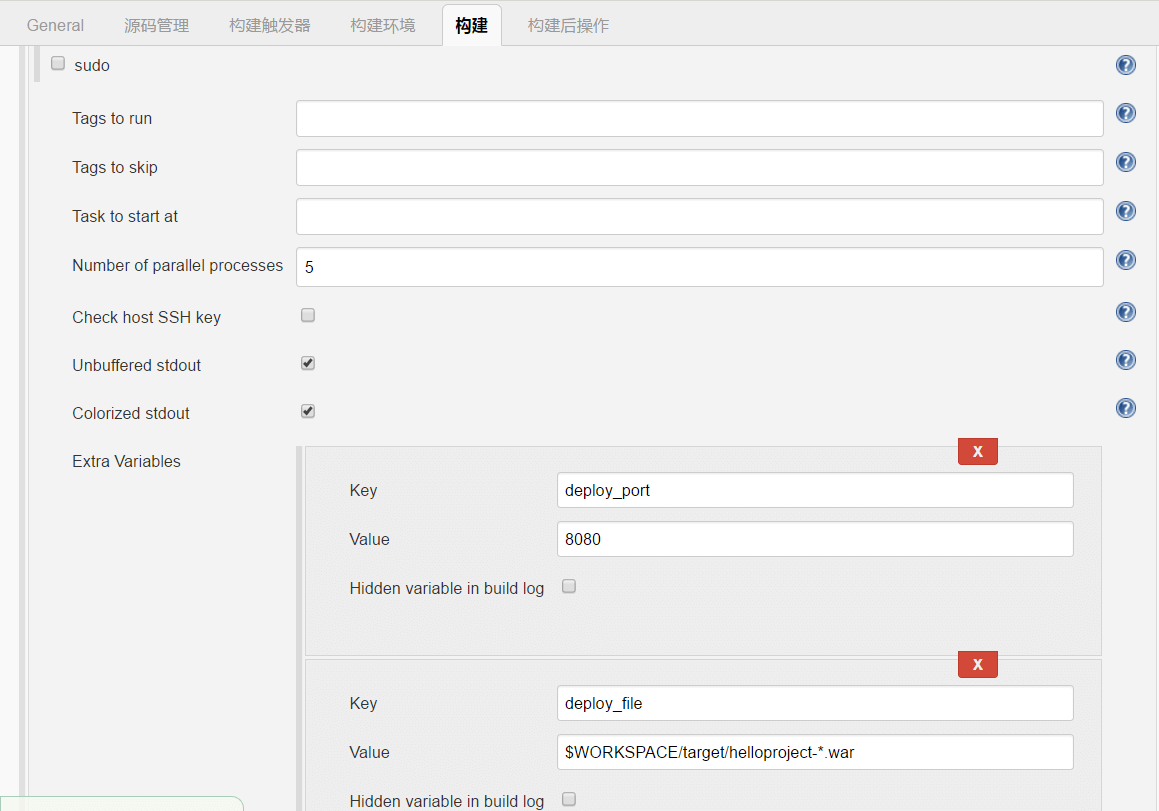 General 源码管理 构建触发器 构建环境 构建 构建后操作
sudo
Tags to run
Tags to skip
Task to start at
Number of parallel processes 5
Check host SSH key
Unbuffered stdout
Colorized stdout
Extra Variables
X
Key deploy_port
Value 8080
Hidden variable in build log
X
Key deploy_file
Value $WORKSPACE/target/helloproject-*.war
Hidden variable in build log